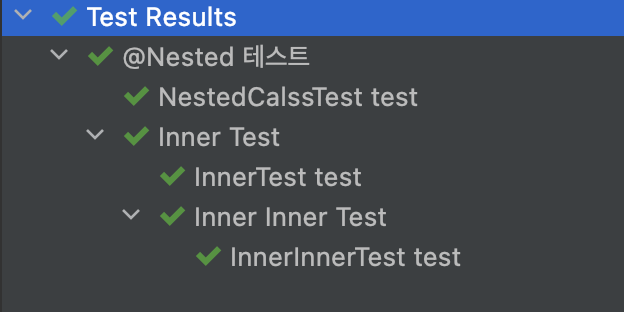 Test Results
@Nested 테스트
NestedCalssTest test
Inner Test
InnerTest test
Inner Inner Test
InnerInnerTest test